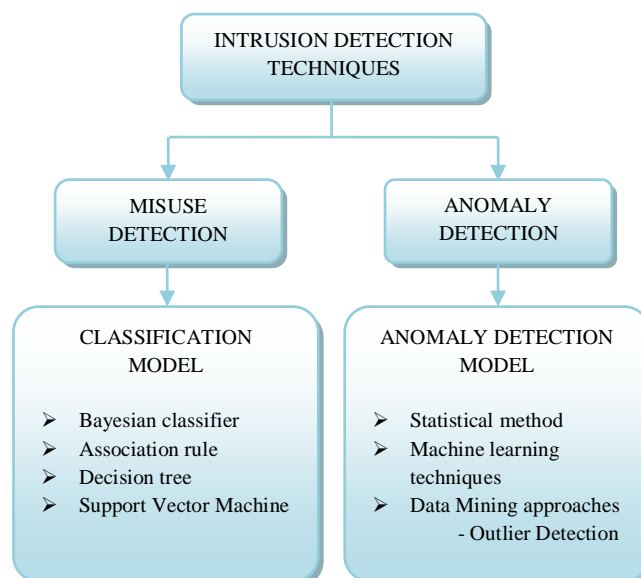 INTRUSION DETECTION
TECHNIQUES
MISUSE
DETECTION
ANOMALY
DETECTION
CLASSIFICATION
MODEL
➢ Bayesian classifier
➢ Association rule
➢ Decision tree
➢ Support Vector Machine
ANOMALY DETECTION
MODEL
➢ Statistical method
➢ Machine learning
techniques
➢ Data Mining approaches
- Outlier Detection